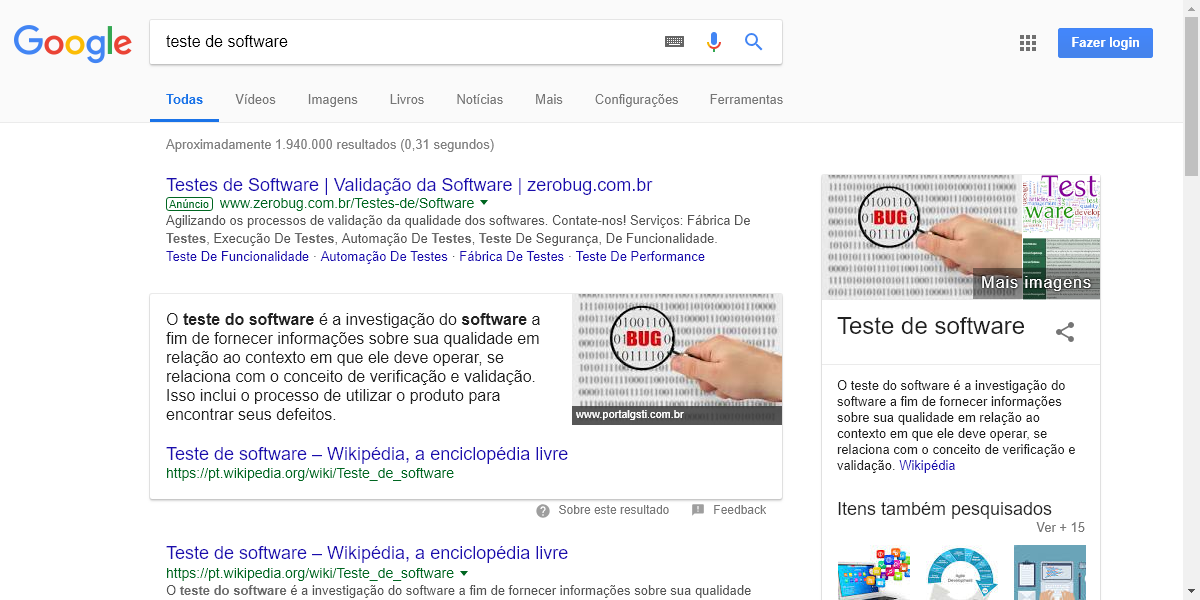 Google
teste de software
Fazer login
Todas Vídeos Imagens Livros Notícias Mais Configurações Ferramentas
Aproximadamente 1.940.000 resultados (0,31 segundos)
Testes de Software | Validação da Software | zerobug.com.br
Anúncio www.zerobug.com.br/Testes-de/Software
Agilizando os processos de validação da qualidade dos softwares. Contate-nos! Serviços: Fábrica De
Testes, Execução De Testes, Automação De Testes, Teste De Segurança, De Funcionalidade.
Teste De Funcionalidade · Automação De Testes · Fábrica De Testes · Teste De Performance
O teste do software é a investigação do software a
fim de fornecer informações sobre sua qualidade em
relação ao contexto em que ele deve operar, se
relaciona com o conceito de verificação e validação.
Isso inclui o processo de utilizar o produto para
encontrar seus defeitos.
BUG
www.portalgsti.com.br
Teste de software – Wikipédia, a enciclopédia livre
https://pt.wikipedia.org/wiki/Teste_de_software
Sobre este resultado Feedback
Teste de software – Wikipédia, a enciclopédia livre
https://pt.wikipedia.org/wiki/Teste_de_software
O teste do software é a investigação do software a fim de fornecer informações sobre sua qualidade
BUG
Test
ware
Mais imagens
Teste de software
O teste do software é a investigação do
software a fim de fornecer informações
sobre sua qualidade em relação ao
contexto em que ele deve operar, se
relaciona com o conceito de verificação e
validação. Wikipédia
Itens também pesquisados
Ver + 15